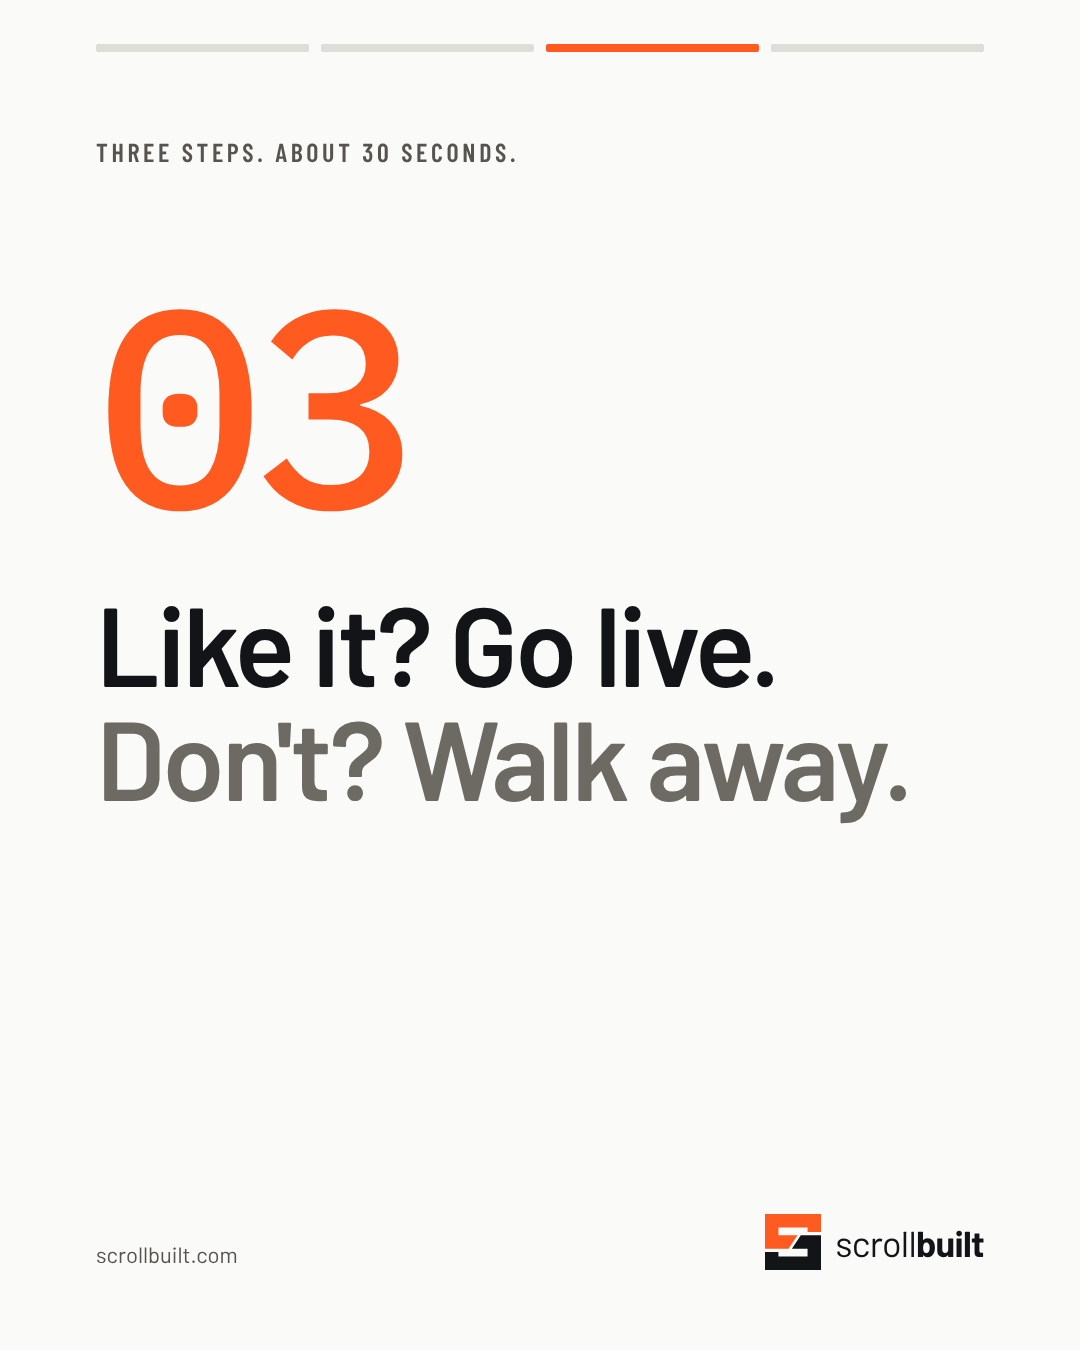 THREE STEPS. ABOUT 30 SECONDS.
03
Like it? Go live.
Don't? Walk away.
scrollbuilt.com
scrollbuilt